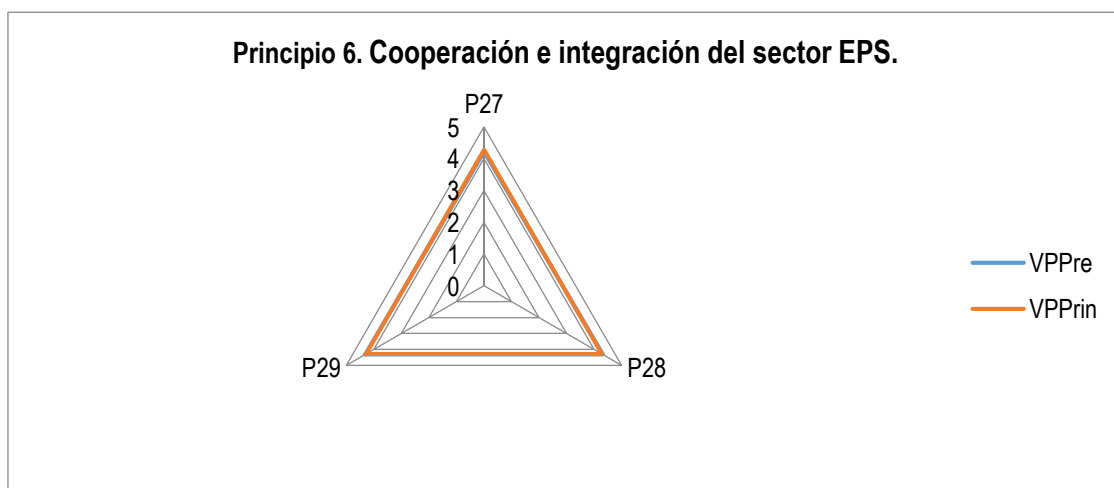 Principio 6. Cooperación e integración del sector EPS.
P27
5
4
3
2
1
0
P29
P28
VPPre
VPPrin